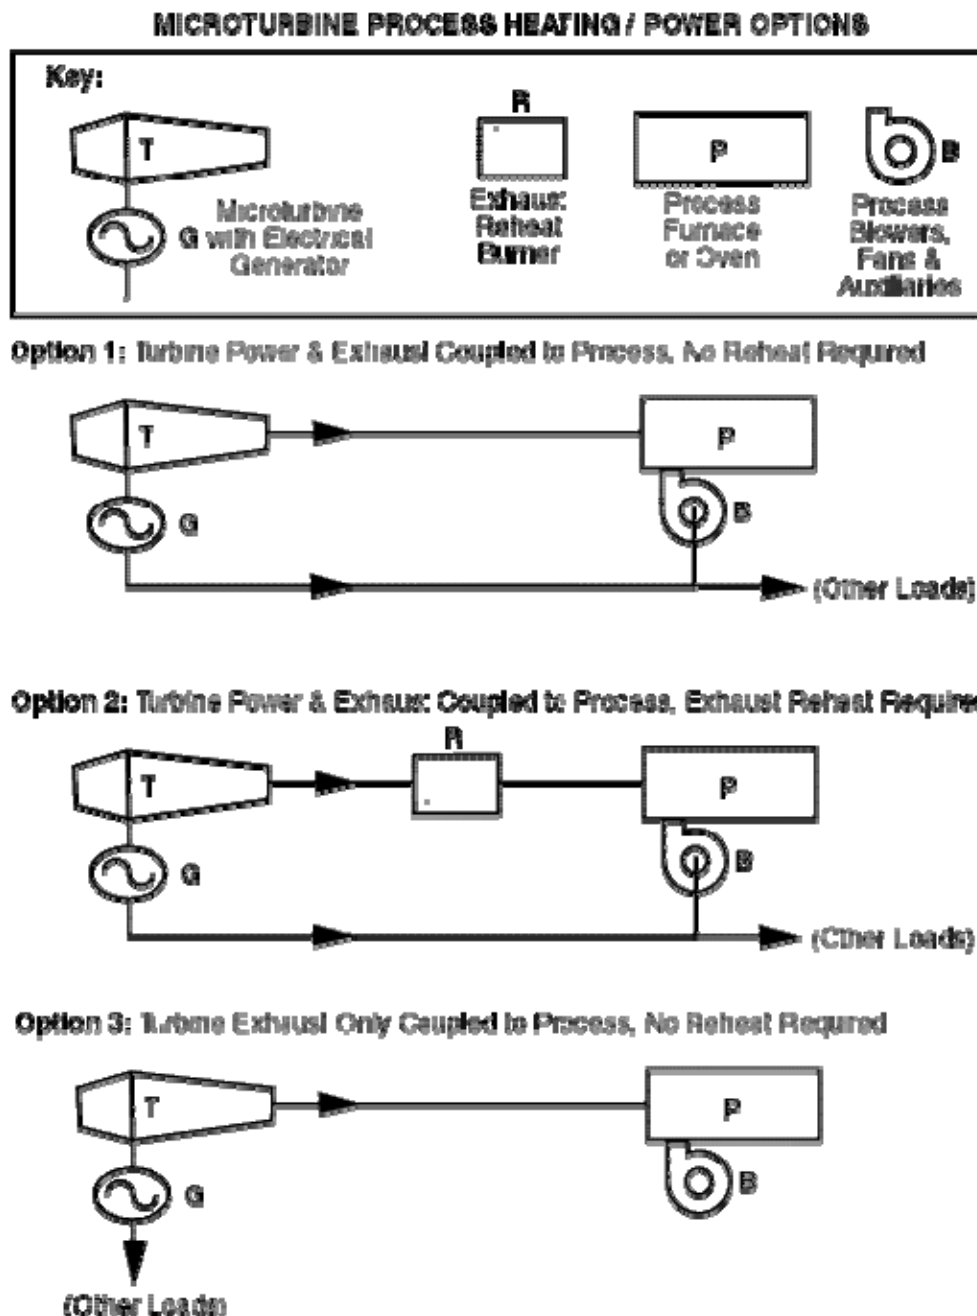 MICROTURBINE PROCESS HEATING / POWER OPTIONS
Key:
T
G
Microturbine
with Electrical
Generator
R
Exhaust
Reheat
Burner
P
Process
Furnace
or Oven
B
Process
Blowers,
Fans &
Auxiliaries
Option 1: Turbine Power & Exhaust Coupled to Process, No Reheat Required
T
P
G
B
(Other Loads)
Option 2: Turbine Power & Exhaust Coupled to Process, Exhaust Reheat Require
R
T
P
G
B
(Other Loads)
Option 3: Turbine Exhaust Only Coupled to Process, No Reheat Required
T
P
G
B
(Other Loads)